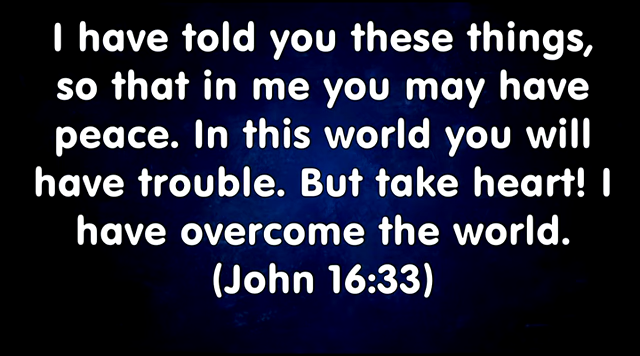 I have told you these things,
so that in me you may have
peace. In this world you will
have trouble. But take heart! I
have overcome the world.
(John 16:33)